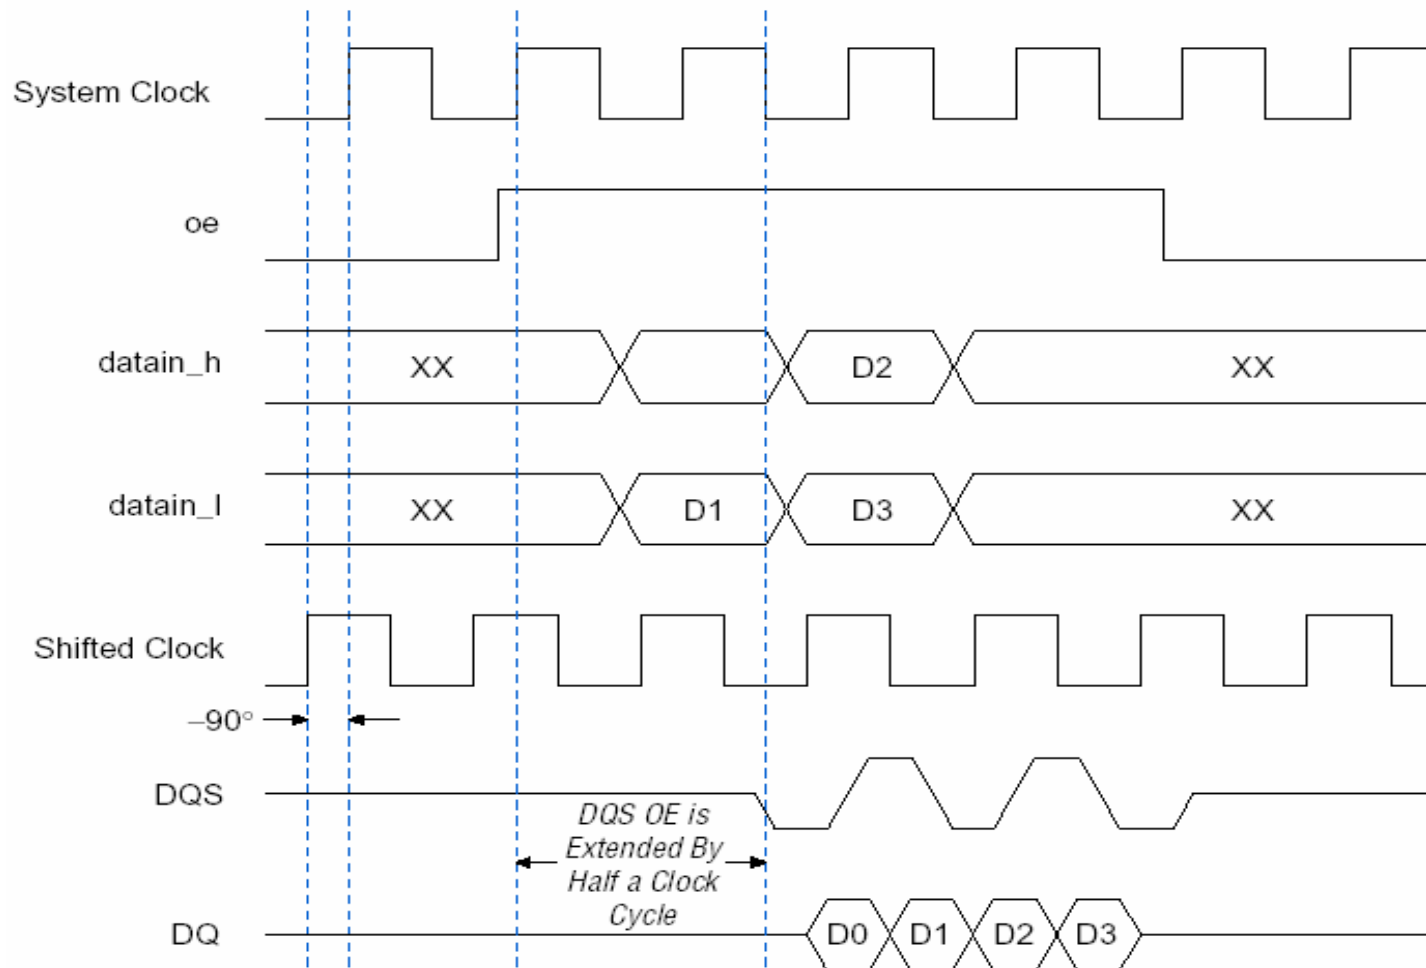 System Clock
oe
datain_h
XX
D2
XX
datain_l
XX
D1
D3
XX
Shifted Clock
–90°
DQS
DQS OE is
Extended By
Half a Clock
Cycle
DQ
D0
D1
D2
D3